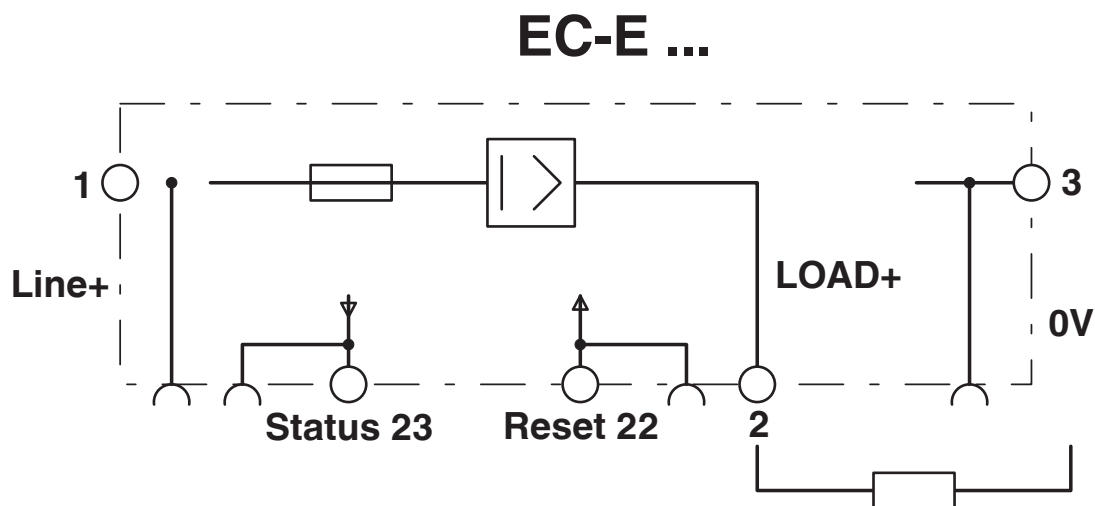 EC-E ...
1
3
Line+
LOAD+
0V
Status 23
Reset 22
2